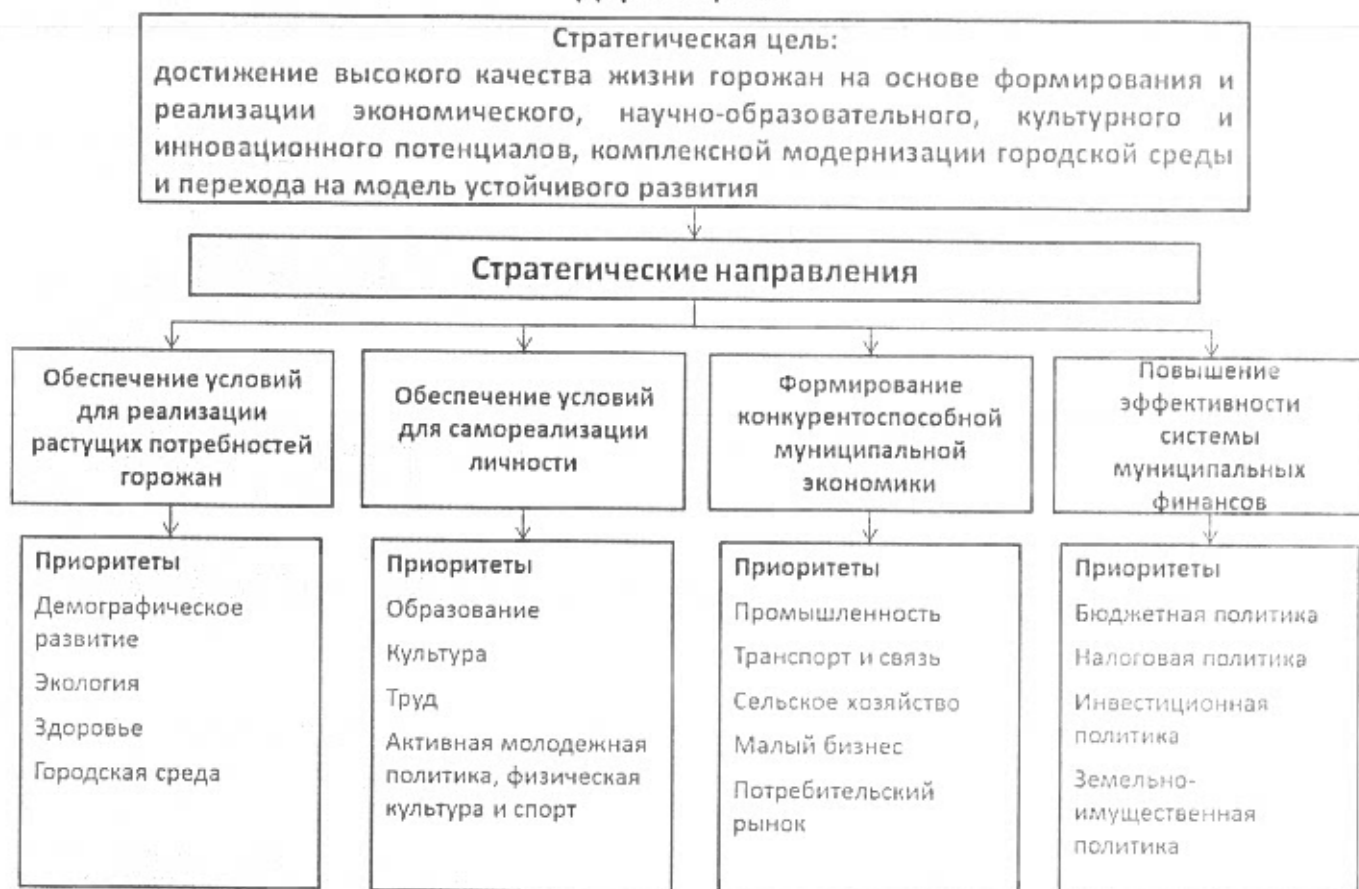 Стратегическая цель:
достижение высокого качества жизни горожан на основе формирования и
реализации экономического, научно-образовательного, культурного и
инновационного потенциалов, комплексной модернизации городской среды
и перехода на модель устойчивого развития
Стратегические направления
Обеспечение условий
для реализации
растущих потребностей
горожан
Обеспечение условий
для самореализации
личности
Формирование
конкурентоспособной
муниципальной
экономики
Повышение
эффективности
системы
муниципальных
финансов
Приоритеты
Демографическое
развитие
Экология
Здоровье
Городская среда
Приоритеты
Образование
Культура
Труд
Активная молодежная
политика, физическая
культура и спорт
Приоритеты
Промышленность
Транспорт и связь
Сельское хозяйство
Малый бизнес
Потребительский
рынок
Приоритеты
Бюджетная политика
Налоговая политика
Инвестиционная
политика
Земельно-
имущественная
политика